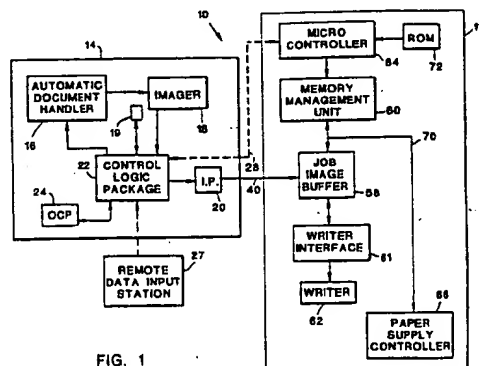 10
14
AUTOMATIC
DOCUMENT
HANDLER
16
IMAGER
18
19
22
CONTROL
LOGIC
PACKAGE
24
OCP
I.P.
20
28
40
REMOTE
DATA INPUT
STATION
27
MICRO
CONTROLLER
64
ROM
72
MEMORY
MANAGEMENT
UNIT
60
70
JOB
IMAGE
BUFFER
58
WRITER
INTERFACE
61
WRITER
62
66
PAPER
SUPPLY
CONTROLLER
FIG. 1